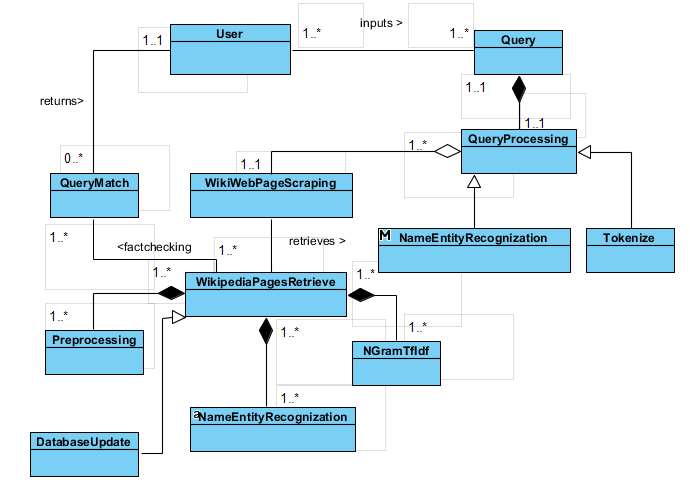 inputs >
User
1..*
1..*
Query
1..1
returns>
1..1
1..1
QueryProcessing
1..*
0..*
1..1
QueryMatch
WikiWebPageScraping
M
NameEntityRecognization
Tokenize
1..*
<factchecking
1..*
retrieves >
1..*
1..*
WikipediaPagesRetrieve
1..*
1..*
1..*
Preprocessing
NGramTfIdf
1..*
a
NameEntityRecognization
DatabaseUpdate